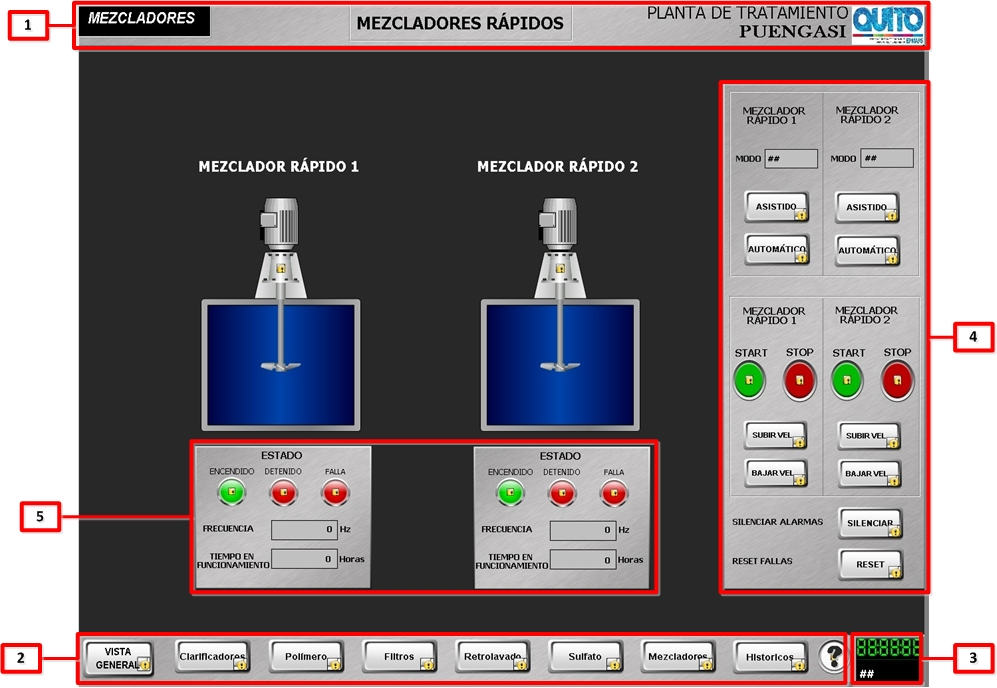 1
MEZCLADORES
MEZCLADORES RÁPIDOS
PLANTA DE TRATAMIENTO
PUENGASI
QUITO
MEZCLADOR RÁPIDO 1
MEZCLADOR RÁPIDO 2
MEZCLADOR
RÁPIDO 1
MEZCLADOR
RÁPIDO 2
MODO ##
MODO ##
ASISTIDO
ASISTIDO
AUTOMÁTICO
AUTOMÁTICO
MEZCLADOR
RÁPIDO 1
MEZCLADOR
RÁPIDO 2
START STOP START STOP
SUBIR VEL
SUBIR VEL
BAJAR VEL
BAJAR VEL
SILENCIAR ALARMAS SILENCIAR
RESET FALLAS RESET
4
ESTADO
ENCENDIDO DETENIDO FALLA
FRECUENCIA 0 Hz
TIEMPO EN
FUNCIONAMIENTO 0 Horas
ESTADO
ENCENDIDO DETENIDO FALLA
FRECUENCIA 0 Hz
TIEMPO EN
FUNCIONAMIENTO 0 Horas
5
2
VISTA
GENERAL
Clarificadores
Polímero
Filtros
Retrolavado
Sulfato
Mezcladores
Historicos
?
##
3